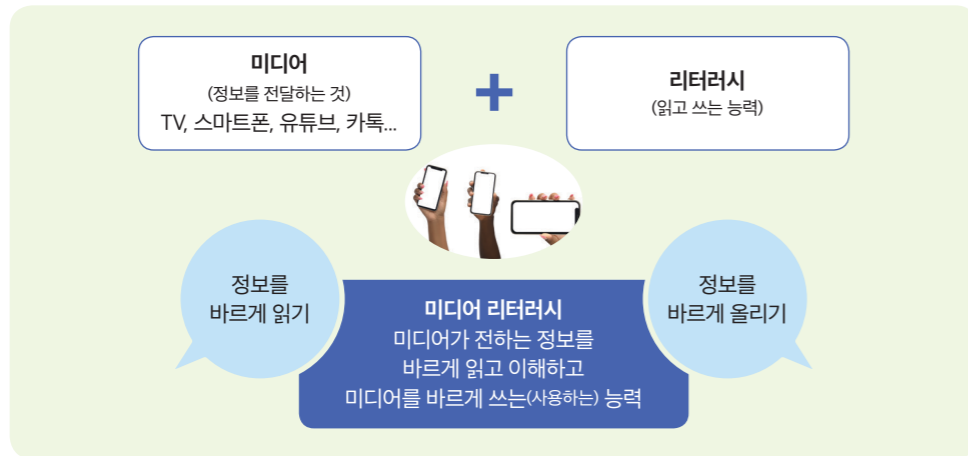 미디어
(정보를 전달하는 것)
TV, 스마트폰, 유튜브, 카톡...
+
리터러시
(읽고 쓰는 능력)
정보를
바르게 읽기
미디어 리터러시
미디어가 전하는 정보를
바르게 읽고 이해하고
미디어를 바르게 쓰는(사용하는) 능력
정보를
바르게 올리기